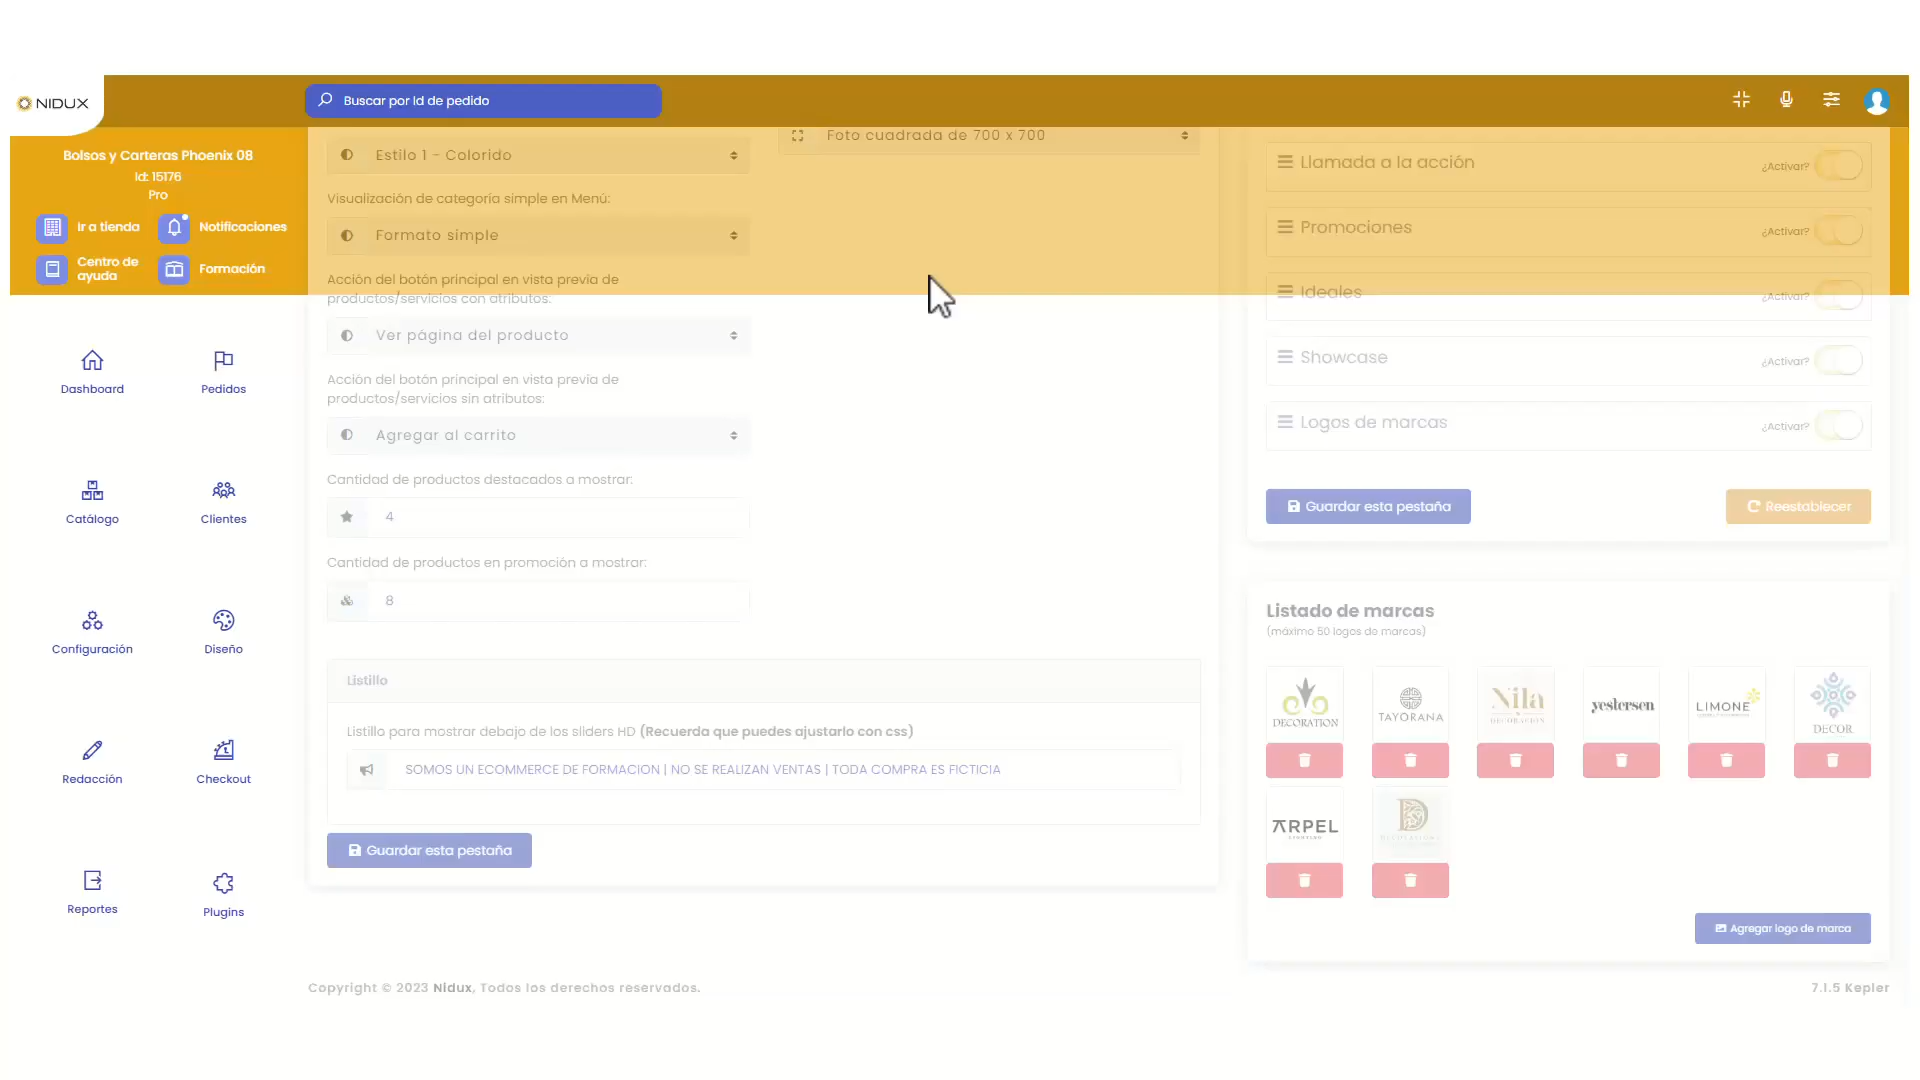 NIDUX
Buscar por Id de pedido
Bolsos y Carteras Phoenix 08
Id: 15176
Pro
Ir a tienda
Notificaciones
Centro de
ayuda
Formación
Dashboard
Pedidos
Catálogo
Clientes
Configuración
Diseño
Redacción
Checkout
Reportes
Plugins
Estilo 1 - Colorido
Foto cuadrada de 700 x 700
Visualización de categoría simple en Menú:
Formato simple
Acción del botón principal en vista previa de
productos/servicios con atributos:
Ver página del producto
Acción del botón principal en vista previa de
productos/servicios sin atributos:
Agregar al carrito
Cantidad de productos destacados a mostrar:
4
Cantidad de productos en promoción a mostrar:
8
Listillo
Listillo para mostrar debajo de los sliders HD (Recuerda que puedes ajustarlo con css)
SOMOS UN ECOMMERCE DE FORMACION | NO SE REALIZAN VENTAS | TODA COMPRA ES FICTICIA
Guardar esta pestaña
Llamada a la acción
¿Activar?
Promociones
¿Activar?
Ideales
¿Activar?
Showcase
¿Activar?
Logos de marcas
¿Activar?
Guardar esta pestaña
Reestablecer
Listado de marcas
(máximo 50 logos de marcas)
DECORATION
TAYORANA
Nila
DECORACION
yestersen
LIMONE
DECOR
ARPEL
D
Agregar logo de marca
Copyright © 2023 Nidux, Todos los derechos reservados.
7.1.5 Kepler